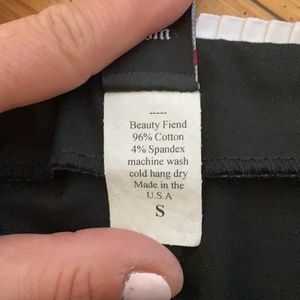 -----
Beauty Fiend
96% Cotton
4% Spandex
machine wash
cold hang dry
Made in the
U.S.A
S